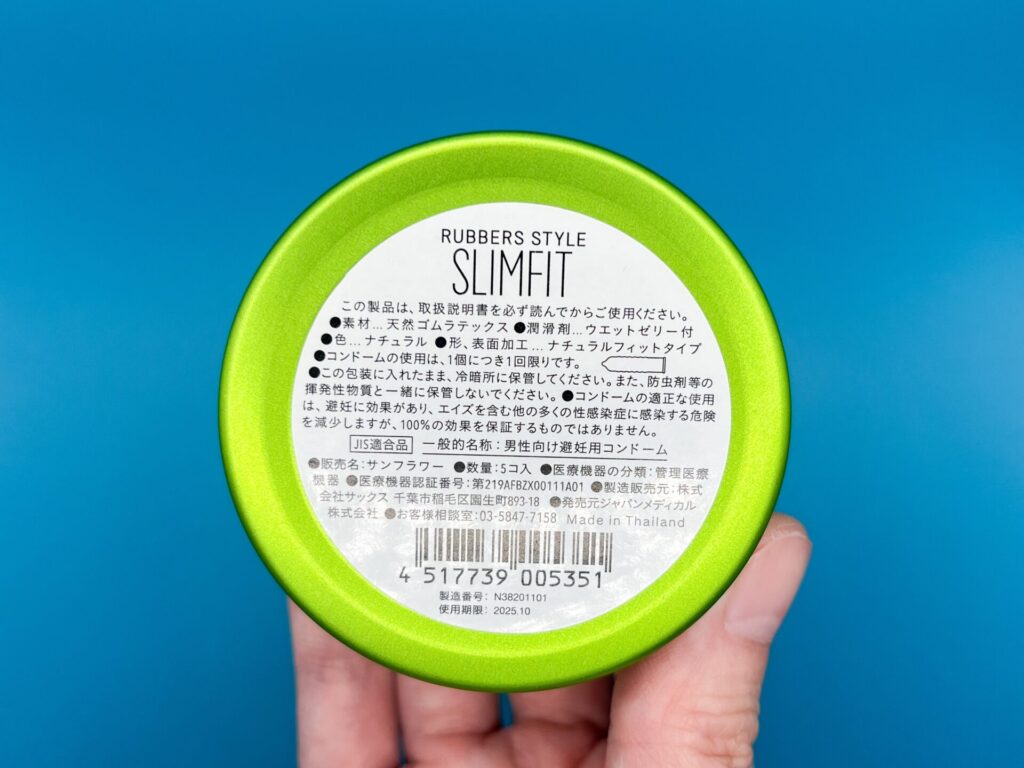 RUBBERS STYLE
SLIMFIT
この製品は、取扱説明書を必ず読んでからご使用ください。
●素材…天然ゴムラテックス ●潤滑剤…ウエットゼリー付
●色…ナチュラル ●形、表面加工…ナチュラルフィットタイプ
●コンドームの使用は、1個につき1回限りです。
●この包装に入れたまま、冷暗所に保管してください。また、防虫剤等の
揮発性物質と一緒に保管しないでください。●コンドームの適正な使用
は、避妊に効果があり、エイズを含む他の多くの性感染症に感染する危険
を減少しますが、100%の効果を保証するものではありません。
JIS適合品 一般的名称：男性向け避妊用コンドーム
●販売名：サンフラワー ●数量：5コ入 ●医療機器の分類：管理医療
機器 ●医療機器認証番号：第219AFBZX00111A01 ●製造販売元：株式
会社サックス 千葉市稲毛区園生町893-18 ●発売元ジャパンメディカル
株式会社 ●お客様相談室：03-5847-7158 Made in Thailand
4 517739 005351
製造番号： N38201101
使用期限： 2025.10